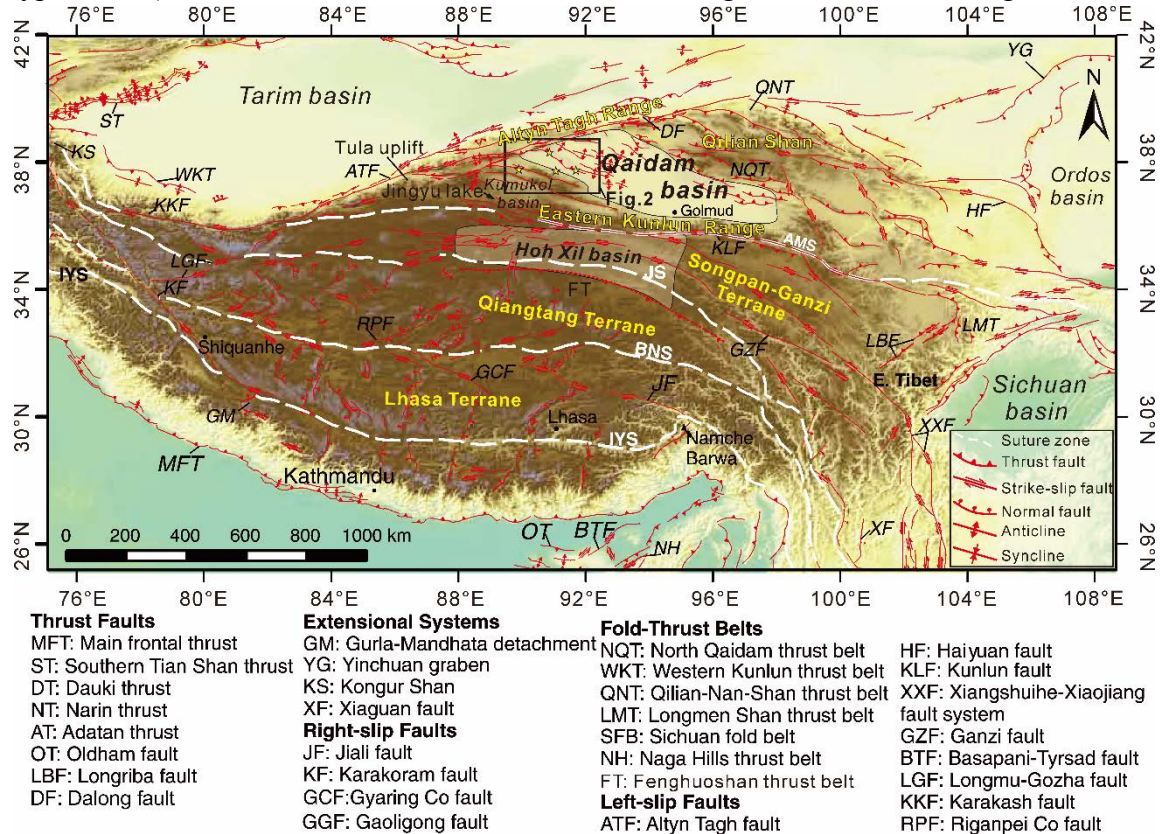 76°E 80°E 84°E 88°E 92°E 96°E 100°E 104°E 108°E
42°N
38°N
34°N
30°N
26°N
42°N
38°N
34°N
30°N
26°N
YG
N
Tarim basin
QNT
ST
Altyn Tagh Range
DF
Qilian Shan
Tula uplift
KS
ATF
Qaidam
basin
NQT
WKT
Jingyu lake
Kumukol
basin
Fig.2
Golmud
Ordos
basin
HF
KKF
Eastern Kunlun Range
AMS
KLF
Hoh Xil basin
LGF
JS
IYS
KF
FT
Songpan-Ganzi
Terrane
Qiangtang Terrane
RPF
LMT
LBF
Shiquanhe
BNS
GZF
E. Tibet
GCF
JF
Sichuan
basin
Lhasa Terrane
GM
Lhasa
XXF
IYS
Namche
Barwa
MFT
Kathmandu
OT
BTF
NH
XF
0 200 400 600 800 1000 km
Suture zone
Thrust fault
Strike-slip fault
Normal fault
Anticline
Syncline
76°E 80°E 84°E 88°E 92°E 96°E 100°E 104°E 108°E
Thrust Faults
MFT: Main frontal thrust
ST: Southern Tian Shan thrust
DT: Dauki thrust
NT: Narin thrust
AT: Adatan thrust
OT: Oldham fault
LBF: Longriba fault
DF: Dalong fault
Extensional Systems
GM: Gurla-Mandhata detachment
YG: Yinchuan graben
KS: Kongur Shan
XF: Xiaguan fault
Right-slip Faults
JF: Jiali fault
KF: Karakoram fault
GCF:Gyaring Co fault
GGF: Gaoligong fault
Fold-Thrust Belts
NQT: North Qaidam thrust belt
WKT: Western Kunlun thrust belt
QNT: Qilian-Nan-Shan thrust belt
LMT: Longmen Shan thrust belt
SFB: Sichuan fold belt
NH: Naga Hills thrust belt
FT: Fenghuoshan thrust belt
Left-slip Faults
ATF: Altyn Tagh fault
HF: Haiyuan fault
KLF: Kunlun fault
XXF: Xiangshuihe-Xiaojiang
fault system
GZF: Ganzi fault
BTF: Basapani-Tyrsad fault
LGF: Longmu-Gozha fault
KKF: Karakash fault
RPF: Riganpei Co fault